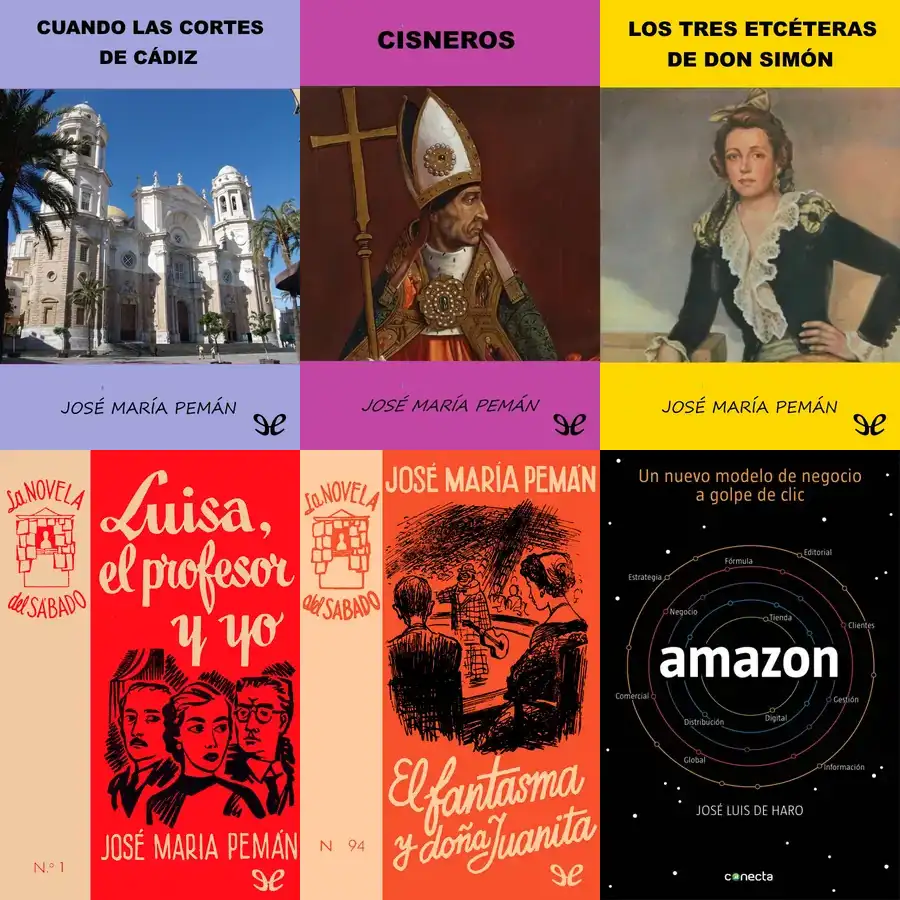 CUANDO LAS CORTES
DE CÁDIZ
JOSÉ MARÍA PEMÁN
CISNEROS
JOSÉ MARÍA PEMÁN
LOS TRES ETCÉTERAS
DE DON SIMÓN
JOSÉ MARÍA PEMÁN
La NOVELA
del SÁBADO
N.º 1
Luisa,
el profesor
y yo
JOSÉ MARIA PEMÁN
La NOVELA
del SÁBADO
N 94
JOSÉ MARÍA PEMÁN
El fantasma
y doña Juanita
Un nuevo modelo de negocio
a golpe de clic
Editorial
Fórmula
Estrategia
Negocio
Tienda
Clientes
amazon
Comercial
Gestión
Distribución
Digital
Global
Información
JOSÉ LUIS DE HARO
conecta